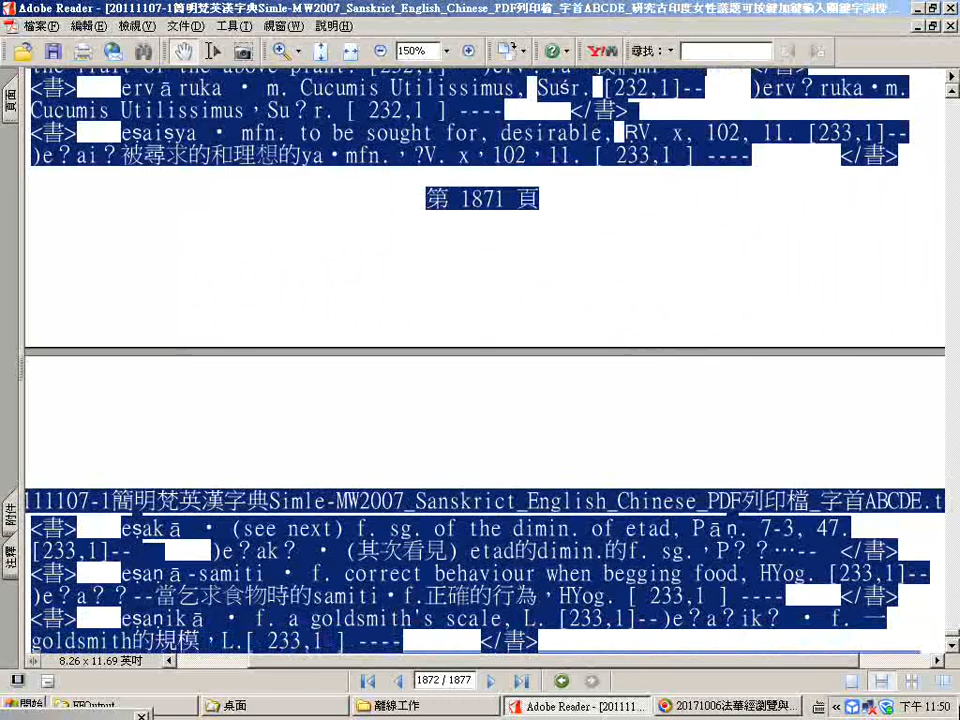 Adobe Reader - [20111107-1簡明梵英漢字典Simle-MW2007_Sanskrict_English_Chinese_PDF列印檔_字首ABCDE_研究古印度女性議題可按鍵加鍵輸入關鍵字詞搜...
檔案(F) 編輯(E) 檢視(V) 文件(D) 工具(T) 視窗(W) 說明(H)
150% Y! 尋找:
頁面
<書> ervāruka · m. Cucumis Utilissimus, Suśr. [232,1]-- )erv？ruka·m.
Cucumis Utilissimus，Su？r. [ 232,1 ] ---- </書>
<書> eṣaiṣya · mfn. to be sought for, desirable, RV. x, 102, 11. [233,1]--
)e？ai？被尋求的和理想的ya·mfn.，?V. x，102，11. [ 233,1 ] ---- </書>
第 1871 頁
111107-1簡明梵英漢字典Simle-MW2007_Sanskrict_English_Chinese_PDF列印檔_字首ABCDE.t
<書> eṣakā · (see next) f. sg. of the dimin. of etad, Pāṇ. 7-3, 47.
[233,1]-- )e？ak？ · (其次看見) etad的dimin.的f. sg. P？？…-- </書>
<書> eṣaṇā-samiti · f. correct behaviour when begging food, HYog. [233,1]--
)e？a？？--當乞求食物時的samiti·f.正確的行為，HYog. [ 233,1 ] ---- </書>
<書> eṣaṇikā · f. a goldsmith's scale, L. [233,1]--)e？a？ik？ · f. 一
goldsmith的規模，L.[ 233,1 ] ---- </書>
附件
注釋
8.26 x 11.69 英吋
1872 / 1877
開始 FFOutput 桌面 離線工作 Adobe Reader - [201111... 20171006法華經瀏覽與... 下午 11:50